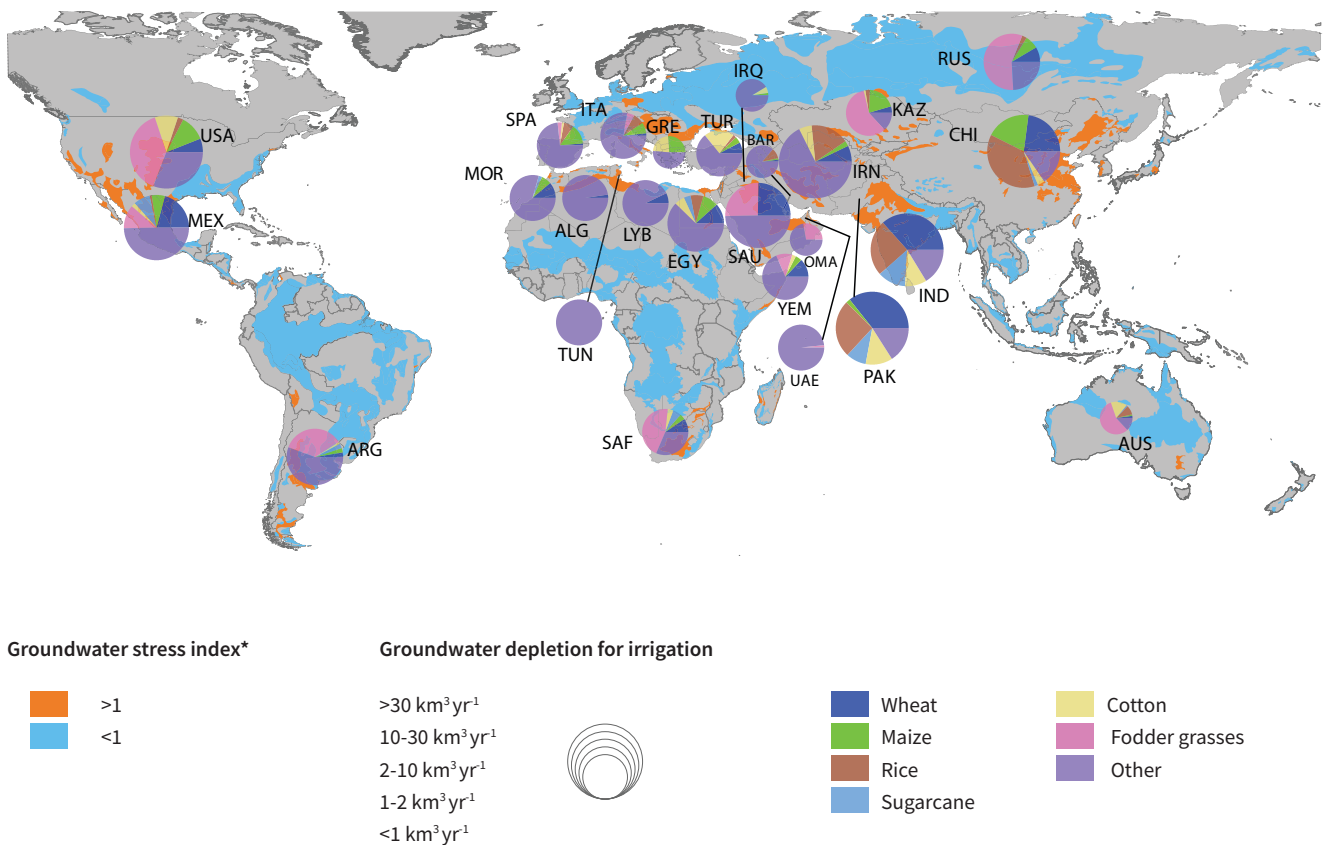 IRQ
RUS
ITA
KAZ
SPA
GRE
TUR
USA
CHI
BAR
MOR
IRN
MEX
ALG
LYB
EGY
SAU
OMA
IND
YEM
TUN
UAE
PAK
SAF
AUS
ARG
Groundwater stress index*
>1
<1
Groundwater depletion for irrigation
>30 km³ yr⁻¹
10-30 km³ yr⁻¹
2-10 km³ yr⁻¹
1-2 km³ yr⁻¹
<1 km³ yr⁻¹
Wheat
Maize
Rice
Sugarcane
Cotton
Fodder grasses
Other